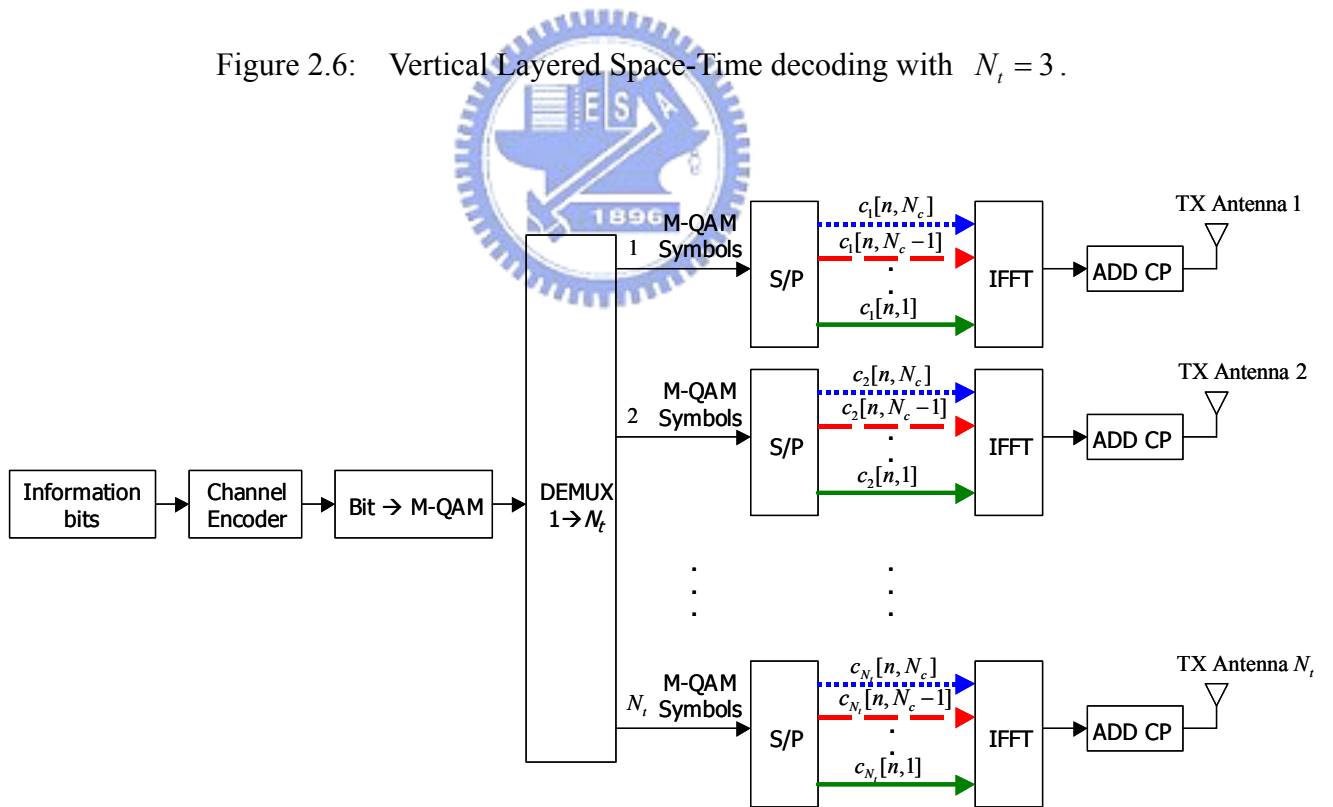 Figure 2.6: Vertical Layered Space-Time decoding with N_t = 3.
E S A
1896
DEMUX
1→N_t
Information
bits
Channel
Encoder
Bit → M-QAM
1
M-QAM
Symbols
S/P
c_1[n, N_c]
c_1[n, N_c −1]
c_1[n,1]
IFFT
ADD CP
TX Antenna 1
2
M-QAM
Symbols
S/P
c_2[n, N_c]
c_2[n, N_c −1]
c_2[n,1]
IFFT
ADD CP
TX Antenna 2
N_t
M-QAM
Symbols
S/P
c_{N_t}[n, N_c]
c_{N_t}[n, N_c −1]
c_{N_t}[n,1]
IFFT
ADD CP
TX Antenna N_t